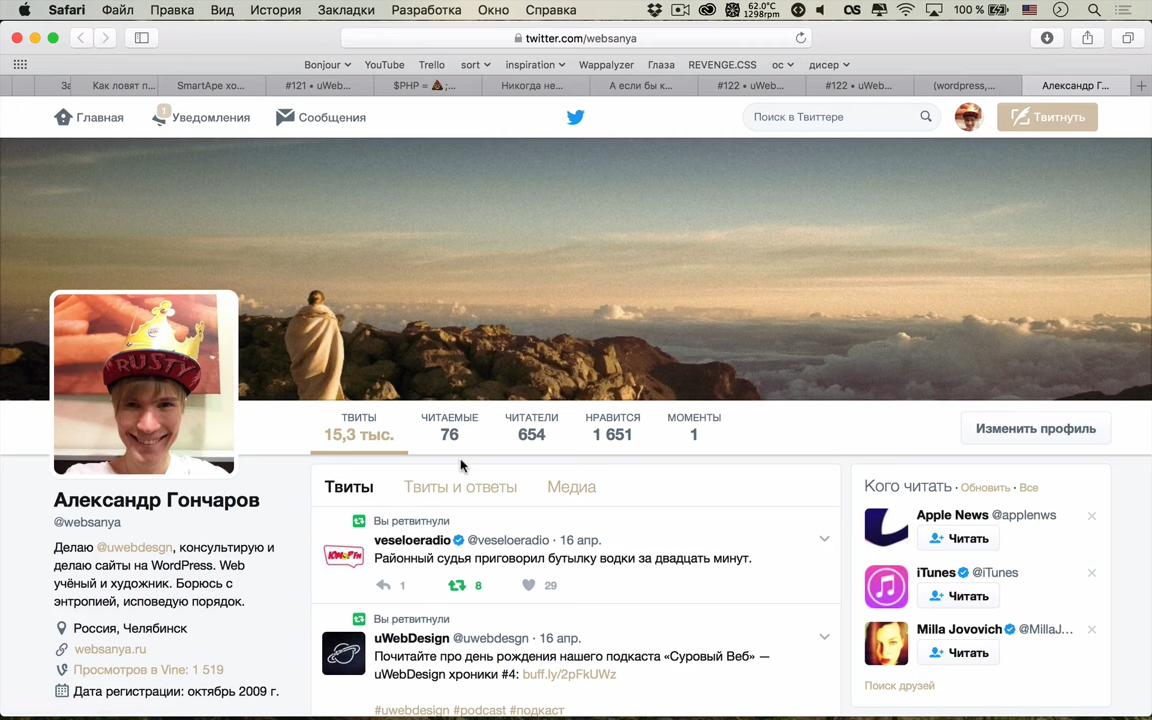 Safari Файл Правка Вид История Закладки Разработка Окно Справка 62.0°C 1298rpm 100 %
twitter.com/websanya
Bonjour YouTube Trello sort inspiration Wappalyzer Глаза REVENGE.CSS ос дисер
За Как ловят п... SmartApe хо... #121 • uWeb... $PHP = 💩;... Никогда не... А если бы к... #122 • uWeb... #122 • uWeb... (wordpress,... Александр Г...
Главная 1 Уведомления Сообщения Поиск в Твиттере Твитнуть
RUSTY
ТВИТЫ ЧИТАЕМЫЕ ЧИТАТЕЛИ НРАВИТСЯ МОМЕНТЫ
15,3 тыс. 76 654 1 651 1
Изменить профиль
Александр Гончаров
@websanya
Делаю @uwebdesgn, консультирую и
делаю сайты на WordPress. Web
учёный и художник. Борюсь с
энтропией, исповедую порядок.
Россия, Челябинск
websanya.ru
Просмотров в Vine: 1 519
Дата регистрации: октябрь 2009 г.
Твиты Твиты и ответы Медиа
Вы ретвитнули
veseloeradio @veseloeradio · 16 апр.
Районный судья приговорил бутылку водки за двадцать минут.
1 8 29
Вы ретвитнули
uWebDesign @uwebdesgn · 16 апр.
Почитайте про день рождения нашего подкаста «Суровый Веб» —
uWebDesign хроники #4: buff.ly/2pFkUWz
#uwebdesign #podcast #подкаст
Кого читать · Обновить · Все
Apple News @applenws
Читать
iTunes @iTunes
Читать
Milla Jovovich @MillaJ...
Читать
Поиск друзей